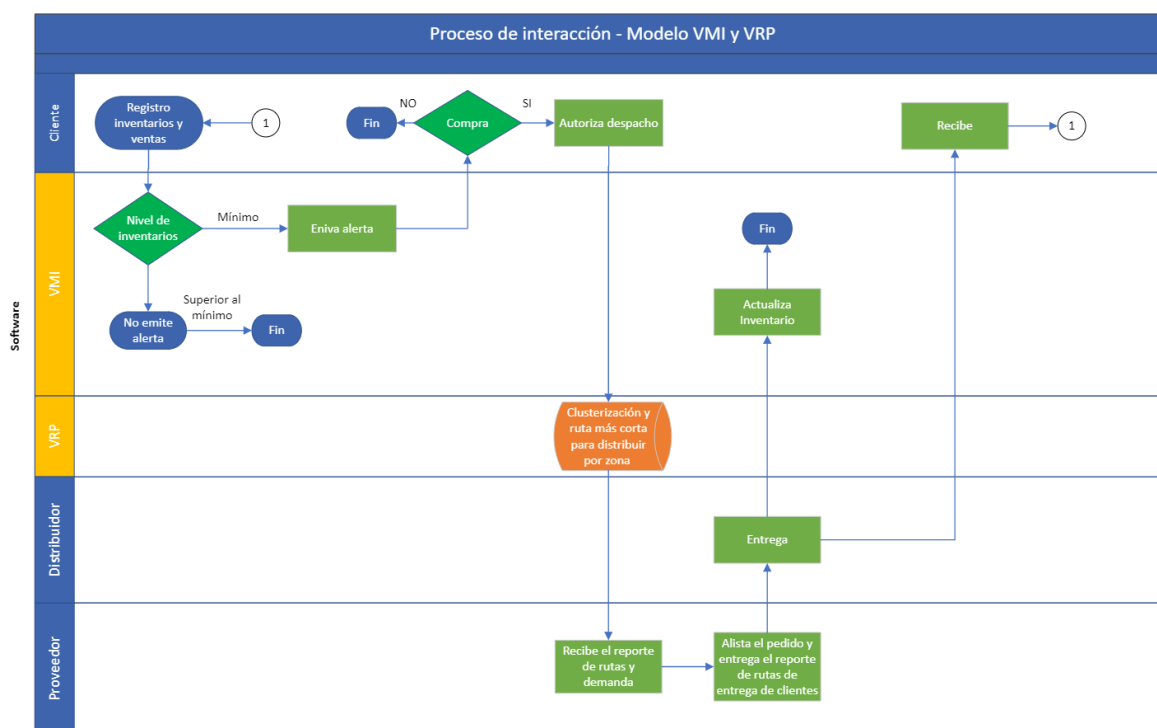 Proceso de interacción - Modelo VMI y VRP
Software
Cliente
Registro
inventarios y
ventas
1
Fin
NO
Compra
SI
Autoriza despacho
Recibe
1
VMI
Nivel de
inventarios
Mínimo
Eniva alerta
No emite
alerta
Superior al
mínimo
Fin
Fin
Actualiza
Inventario
VRP
Clusterización y
ruta más corta
para distribuir
por zona
Distribuidor
Entrega
Proveedor
Recibe el reporte
de rutas y
demanda
Alista el pedido y
entrega el reporte
de rutas de
entrega de clientes